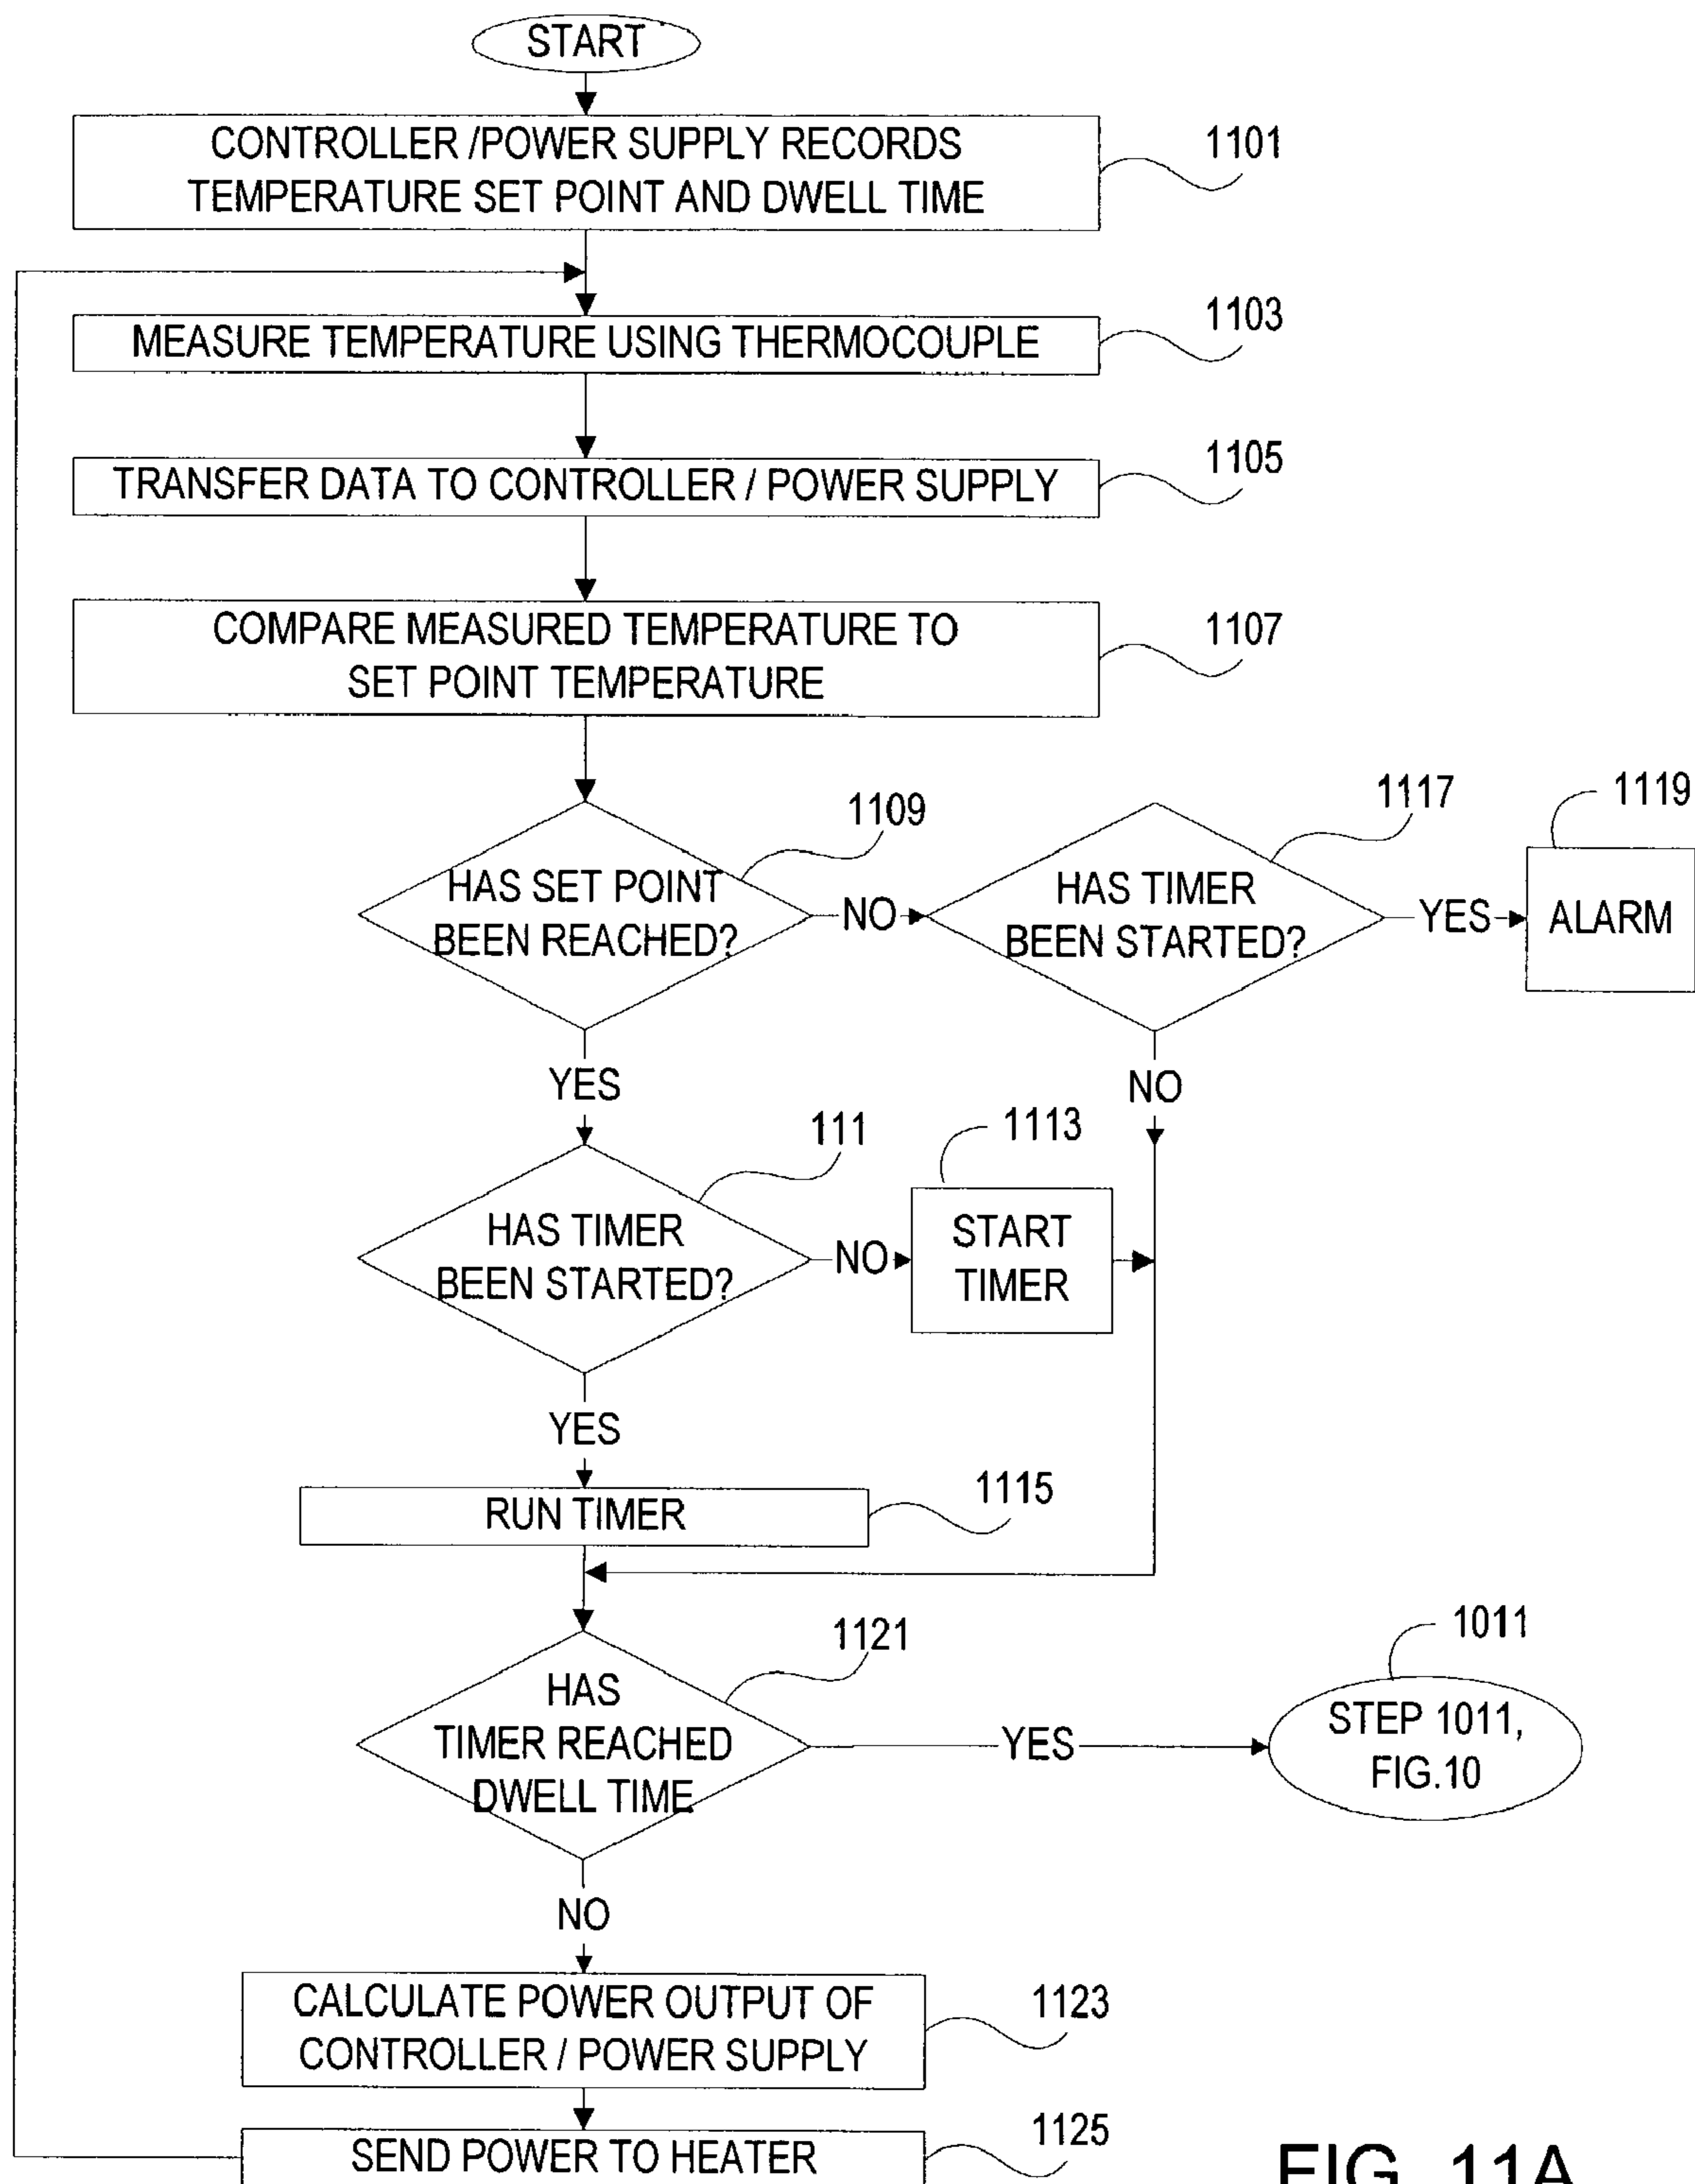 START
CONTROLLER /POWER SUPPLY RECORDS
TEMPERATURE SET POINT AND DWELL TIME
1101
MEASURE TEMPERATURE USING THERMOCOUPLE
1103
TRANSFER DATA TO CONTROLLER / POWER SUPPLY
1105
COMPARE MEASURED TEMPERATURE TO
SET POINT TEMPERATURE
1107
HAS SET POINT
BEEN REACHED?
1109
NO
HAS TIMER
BEEN STARTED?
1117
YES
ALARM
1119
YES
NO
HAS TIMER
BEEN STARTED?
111
NO
START
TIMER
1113
YES
RUN TIMER
1115
HAS
TIMER REACHED
DWELL TIME
1121
YES
STEP 1011,
FIG.10
1011
NO
CALCULATE POWER OUTPUT OF
CONTROLLER / POWER SUPPLY
1123
SEND POWER TO HEATER
1125
FIG. 11A